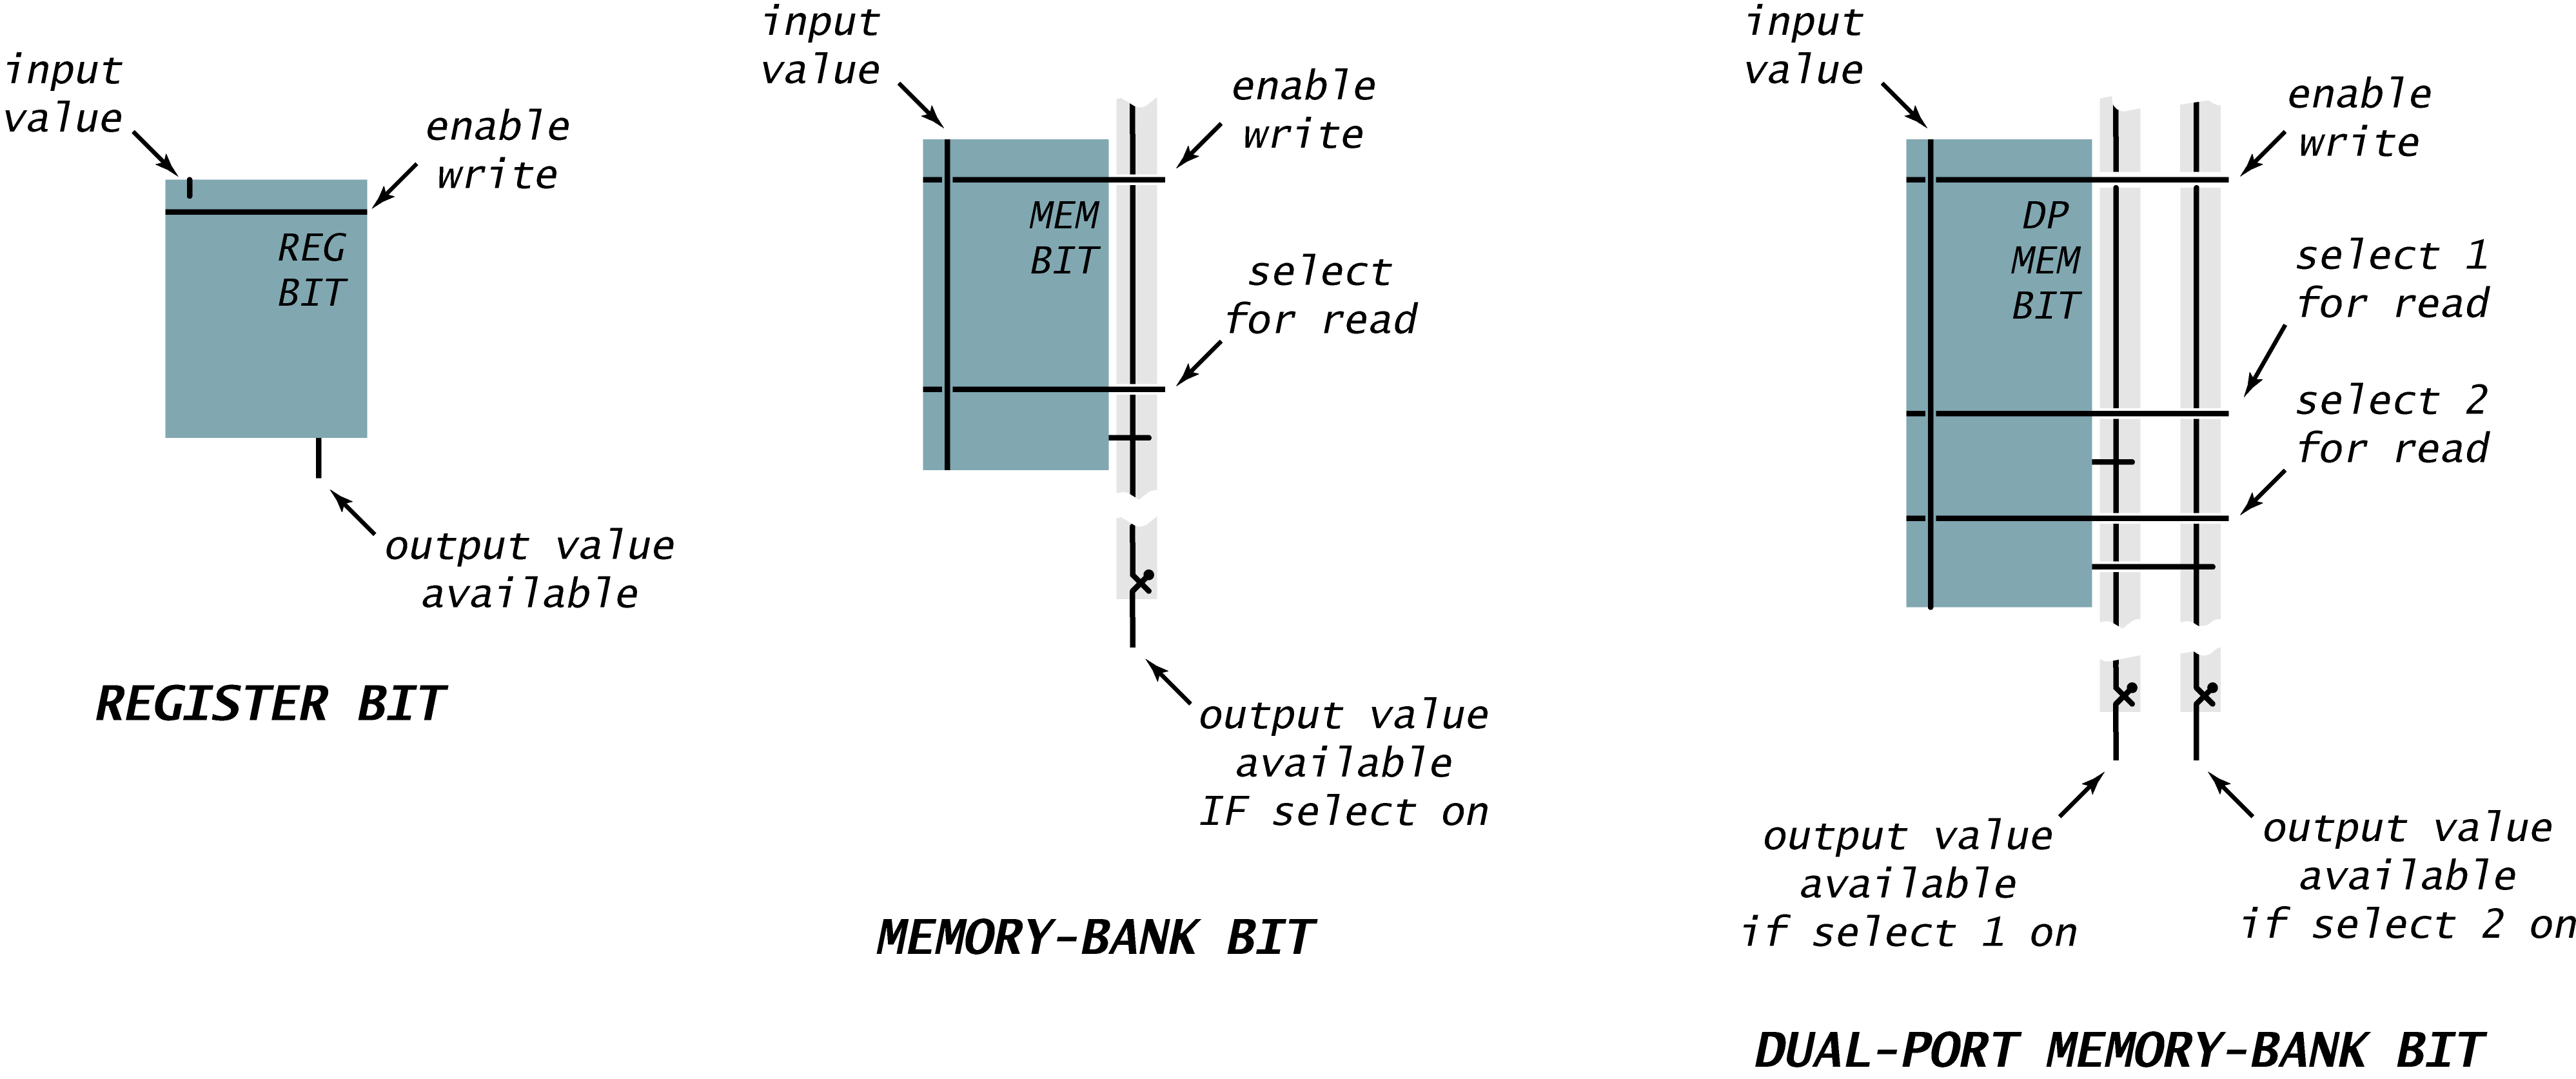 input
value
enable
write
REG
BIT
output value
available
REGISTER BIT
input
value
enable
write
MEM
BIT
select
for read
output value
available
IF select on
MEMORY-BANK BIT
input
value
enable
write
DP
MEM
BIT
select 1
for read
select 2
for read
output value
available
if select 1 on
output value
available
if select 2 on
DUAL-PORT MEMORY-BANK BIT